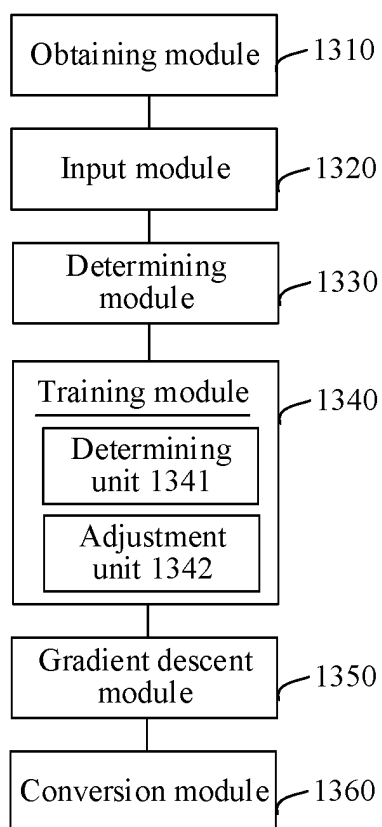 Obtaining module
1310
Input module
1320
Determining
module
1330
Training module
1340
Determining
unit 1341
Adjustment
unit 1342
Gradient descent
module
1350
Conversion module
1360